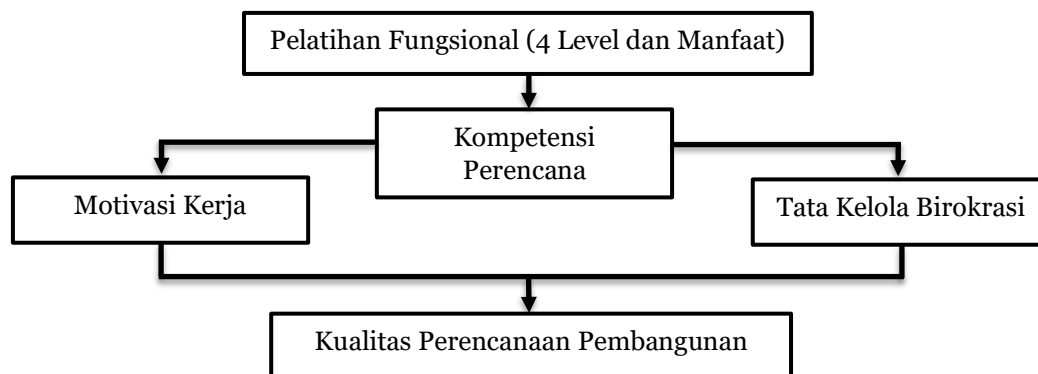 Pelatihan Fungsional (4 Level dan Manfaat)
Kompetensi
Perencana
Motivasi Kerja
Tata Kelola Birokrasi
Kualitas Perencanaan Pembangunan